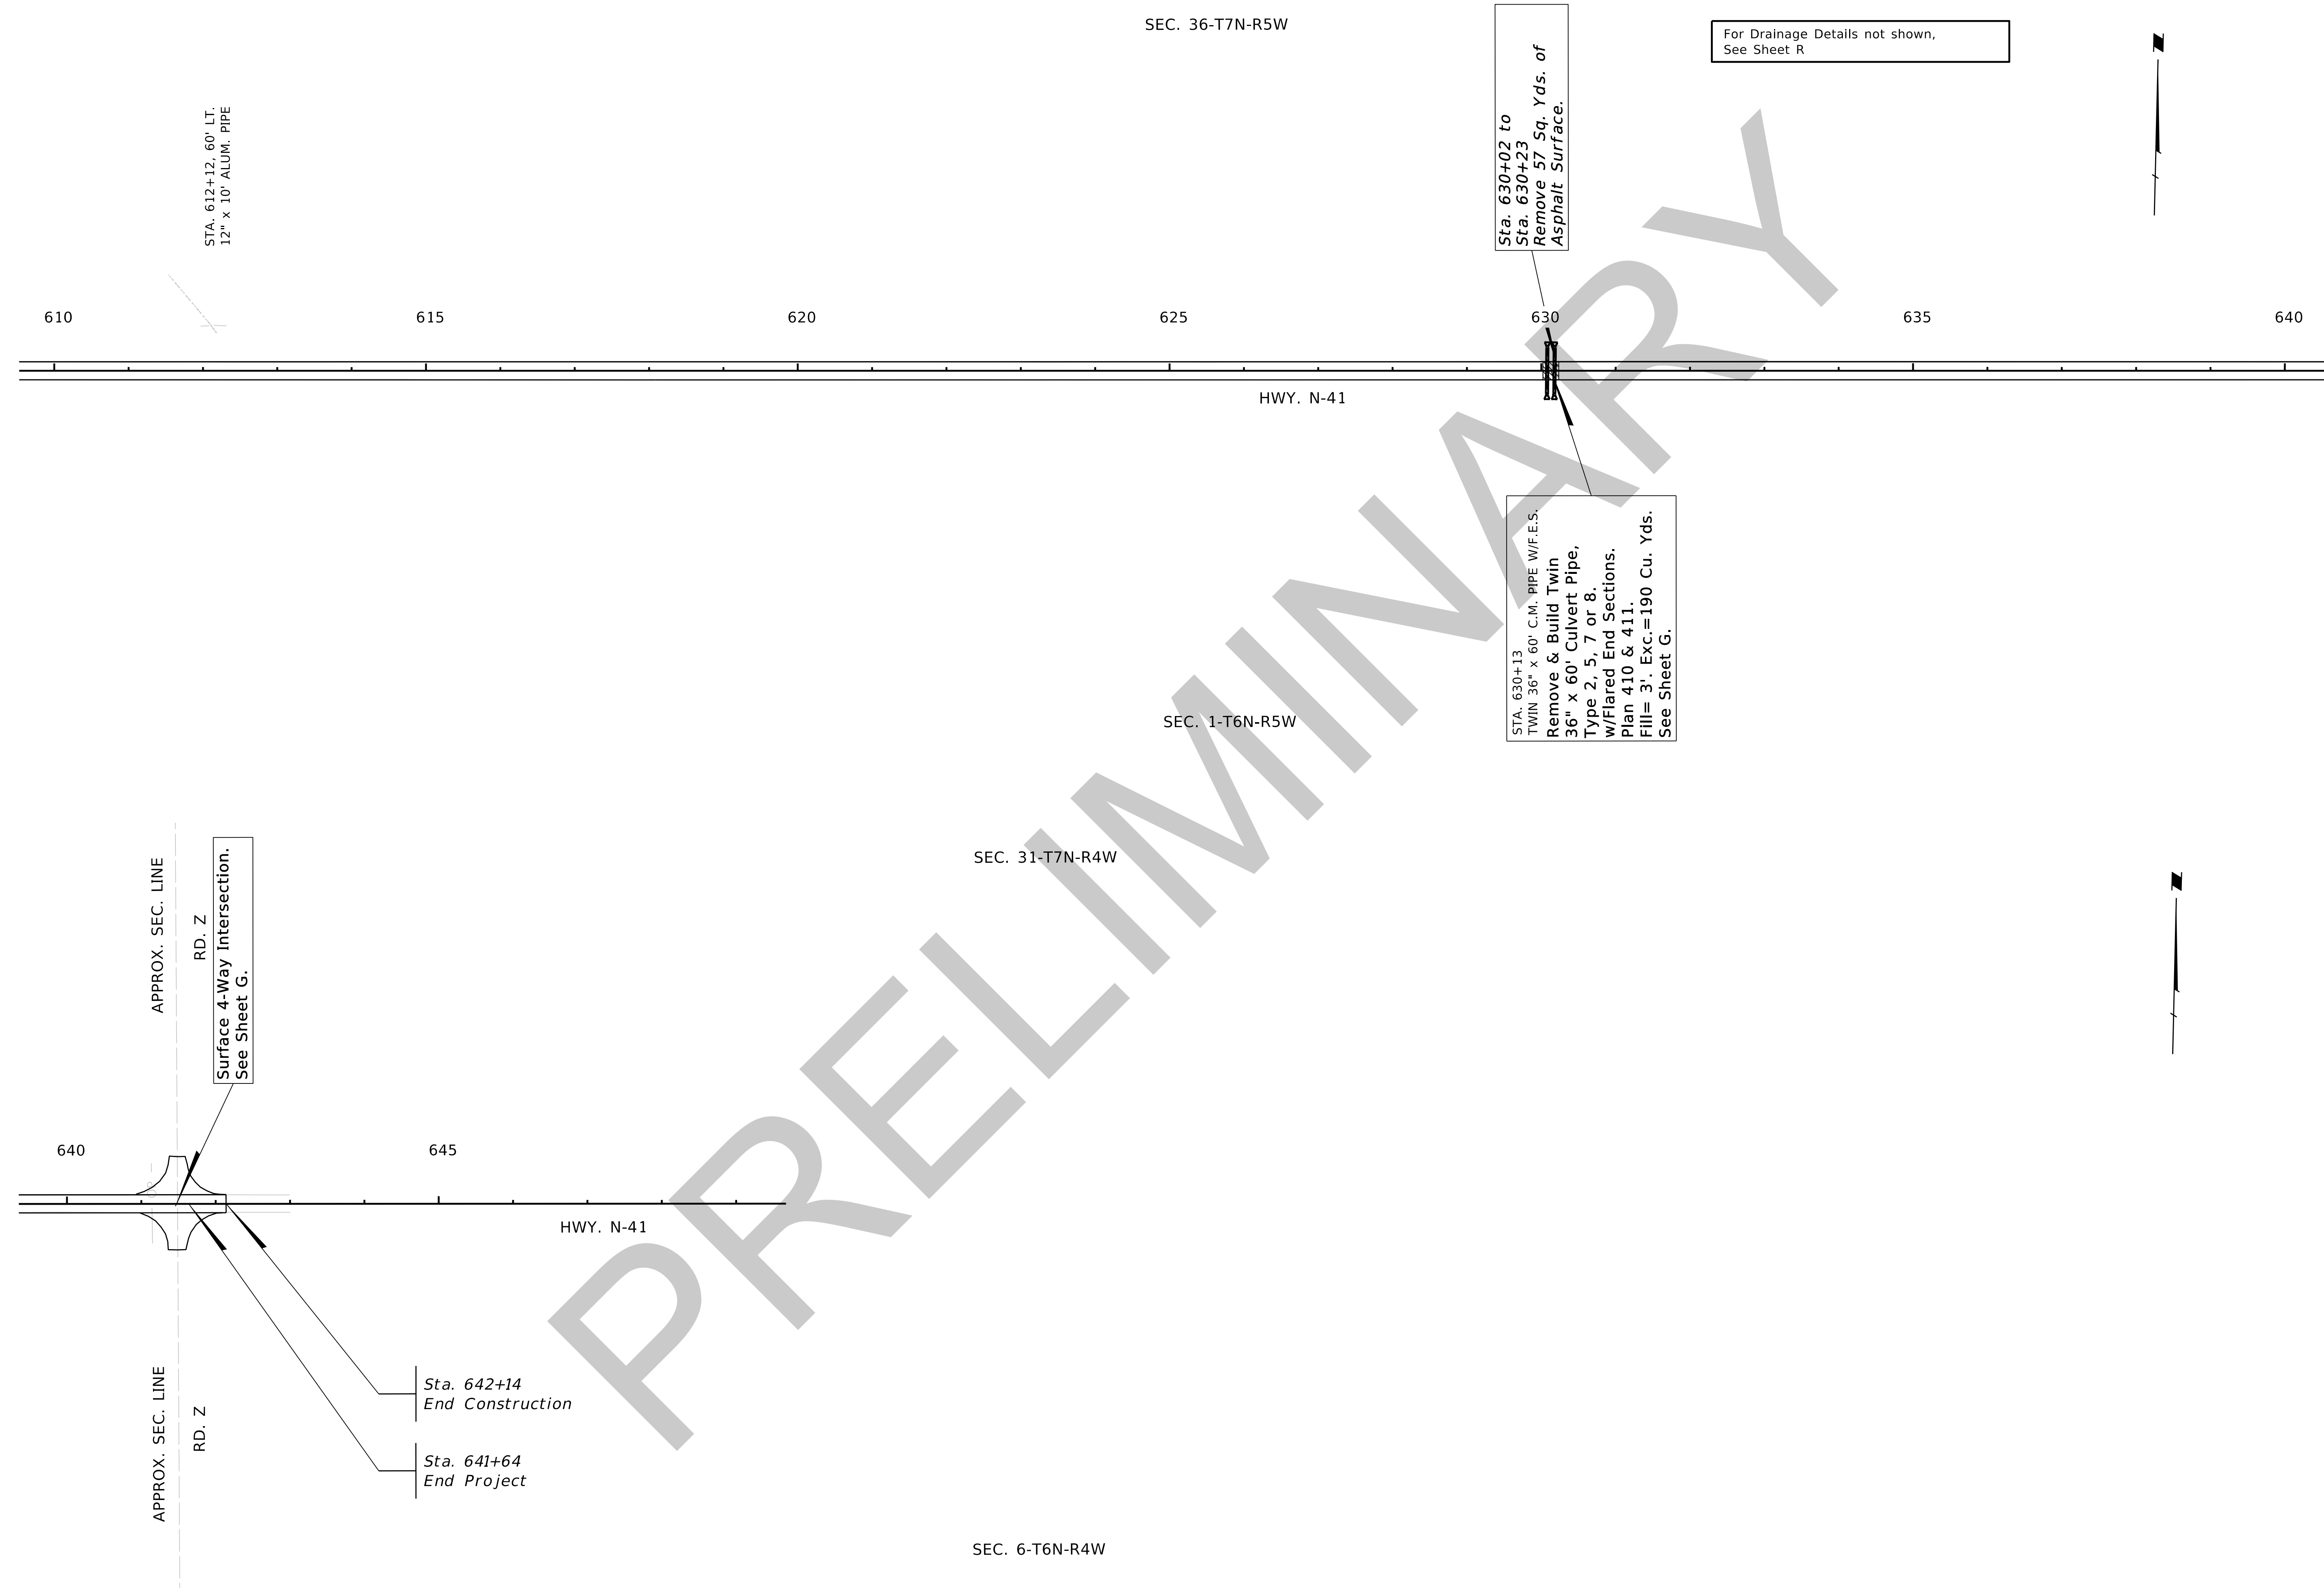 SEC. 36-T7N-R5W
For Drainage Details not shown,
See Sheet R
STA. 612+12, 60' LT.
12" x 10' ALUM. PIPE
Sta. 630+02 to
Sta. 630+23
Remove 57 Sq. Yds. of
Asphalt Surface.
610
615
620
625
630
635
640
HWY. N-41
STA. 630+13
TWIN 36" x 60' C.M. PIPE W/F.E.S.
Remove & Build Twin
36" x 60' Culvert Pipe,
Type 2, 5, 7 or 8.
w/Flared End Sections.
Plan 410 & 411.
Fill= 3'. Exc.=190 Cu. Yds.
See Sheet G.
SEC. 1-T6N-R5W
PRELIMINARY
SEC. 31-T7N-R4W
APPROX. SEC. LINE
RD. Z
Surface 4-Way Intersection.
See Sheet G.
640
645
HWY. N-41
APPROX. SEC. LINE
RD. Z
Sta. 642+14
End Construction
Sta. 641+64
End Project
SEC. 6-T6N-R4W